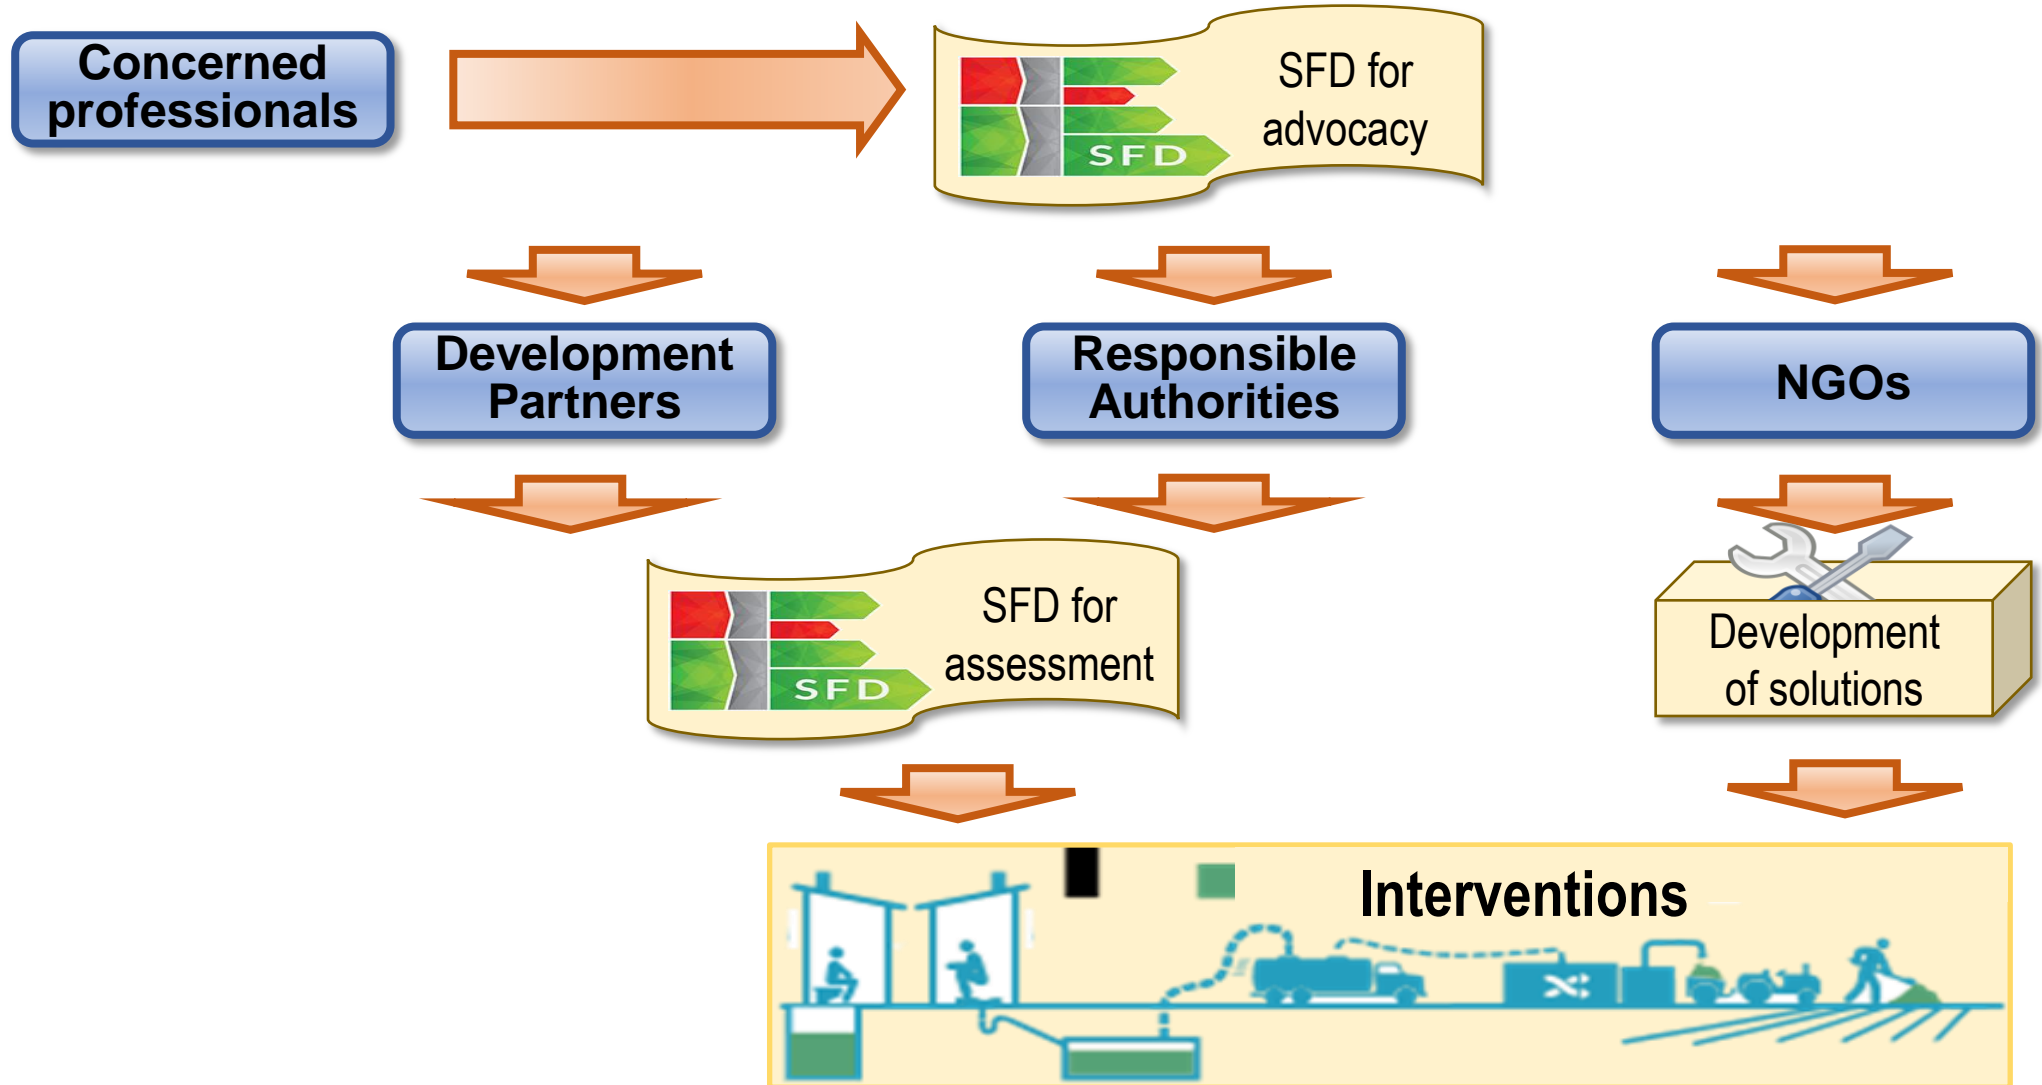 Concerned
professionals
SFD for
advocacy
SFD
Development
Partners
Responsible
Authorities
NGOs
SFD for
assessment
SFD
Development
of solutions
Interventions